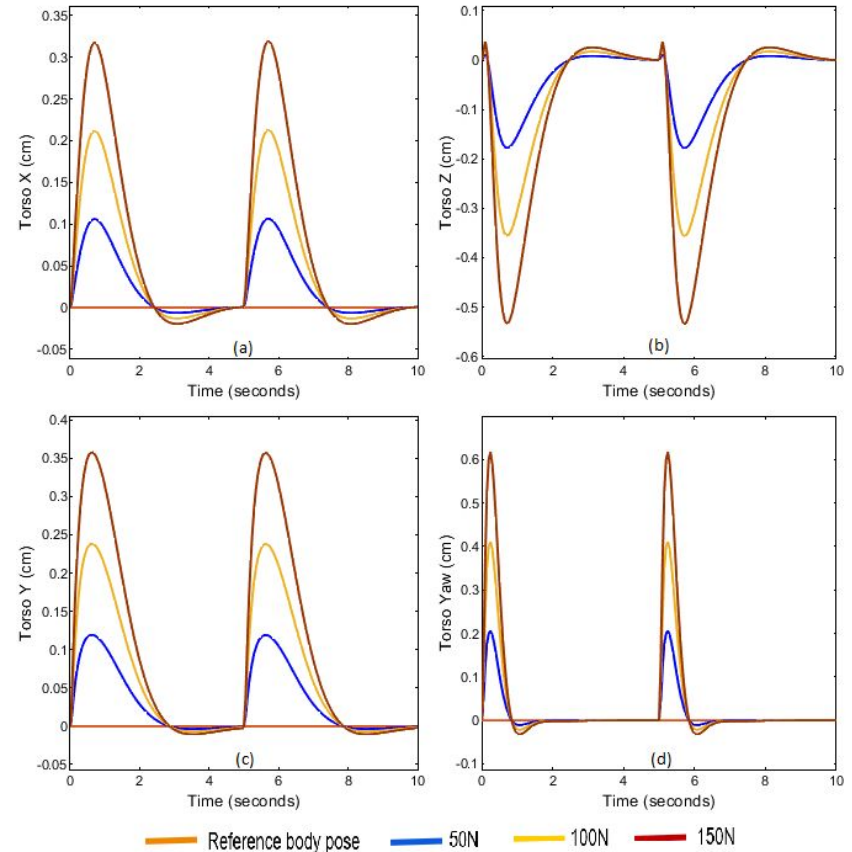 0.35
0.3
0.25
0.2
0.15
0.1
0.05
0
-0.05
Torso X (cm)
(a)
0 2 4 6 8 10
Time (seconds)
0.1
0
-0.1
-0.2
-0.3
-0.4
-0.5
-0.6
Torso Z (cm)
(b)
0 2 4 6 8 10
Time (seconds)
0.4
0.35
0.3
0.25
0.2
0.15
0.1
0.05
0
-0.05
Torso Y (cm)
(c)
0 2 4 6 8 10
Time (seconds)
0.6
0.5
0.4
0.3
0.2
0.1
0
-0.1
Torso Yaw (cm)
(d)
0 2 4 6 8 10
Time (seconds)
Reference body pose 50N 100N 150N